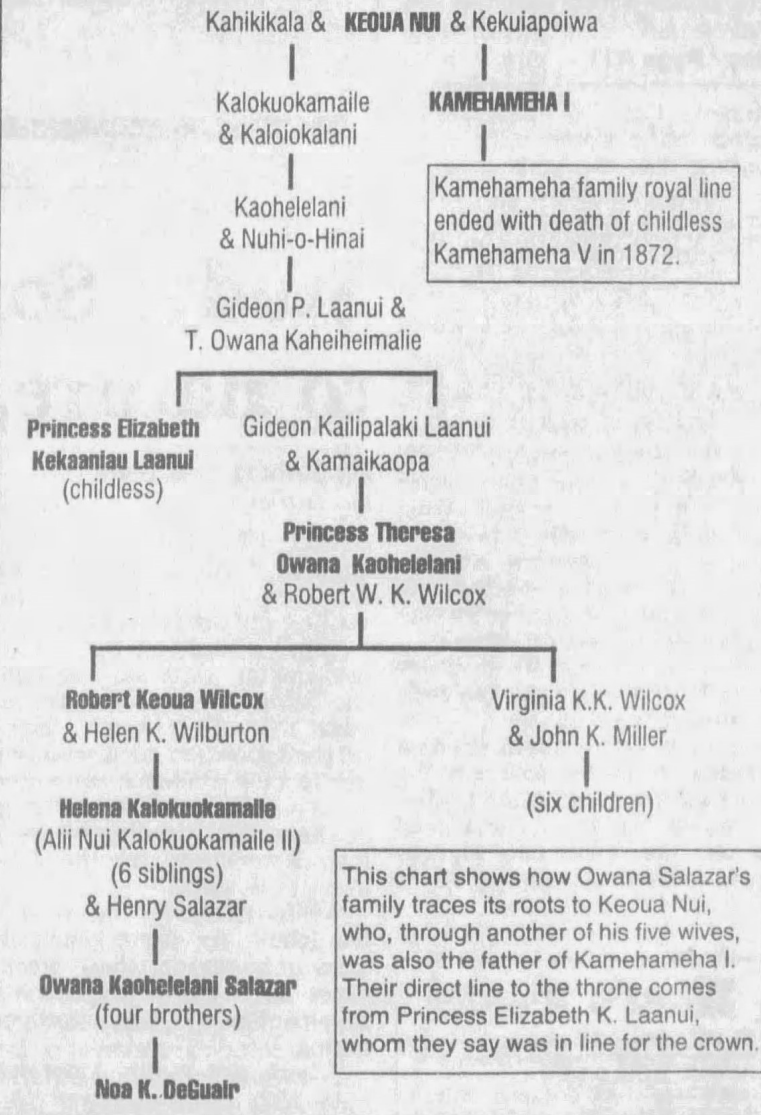 Kahikikala & KEOUA NUI & Kekuiapoiwa
Kalokuokamaile
& Kaloiokalani
KAMEHAMEHA I
Kaohelelani
& Nuhi-o-Hinai
Kamehameha family royal line
ended with death of childless
Kamehameha V in 1872.
Gideon P. Laanui &
T. Owana Kaheiheimalie
Princess Elizabeth
Kekaaniau Laanui
(childless)
Gideon Kailipalaki Laanui
& Kamaikaopa
Princess Theresa
Owana Kaohelelani
& Robert W. K. Wilcox
Robert Keoua Wilcox
& Helen K. Wilburton
Virginia K.K. Wilcox
& John K. Miller
(six children)
Helena Kalokuokamaile
(Alii Nui Kalokuokamaile II)
(6 siblings)
& Henry Salazar
Owana Kaohelelani Salazar
(four brothers)
Noa K. DeGuair
This chart shows how Owana Salazar's
family traces its roots to Keoua Nui,
who, through another of his five wives,
was also the father of Kamehameha I.
Their direct line to the throne comes
from Princess Elizabeth K. Laanui,
whom they say was in line for the crown.